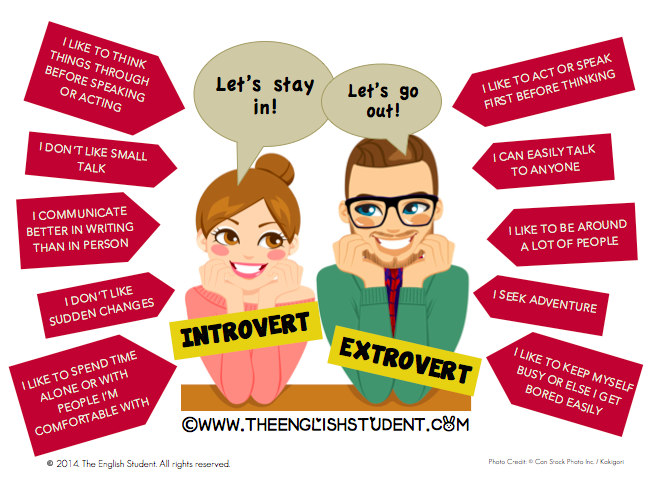 I LIKE TO THINK
THINGS THROUGH
BEFORE SPEAKING
OR ACTING
I DON'T LIKE SMALL
TALK
I COMMUNICATE
BETTER IN WRITING
THAN IN PERSON
I DON'T LIKE
SUDDEN CHANGES
I LIKE TO SPEND TIME
ALONE OR WITH
PEOPLE I'M
COMFORTABLE WITH
Let's stay
in!
Let's go
out!
INTROVERT
EXTROVERT
I LIKE TO ACT OR SPEAK
FIRST BEFORE THINKING
I CAN EASILY TALK
TO ANYONE
I LIKE TO BE AROUND
A LOT OF PEOPLE
I SEEK ADVENTURE
I LIKE TO KEEP MYSELF
BUSY OR ELSE I GET
BORED EASILY
©WWW.THEENGLISHSTUDENT.COM
© 2014. The English Student. All rights reserved.
Photo Credit: © Can Stock Photo Inc. / Kakigori